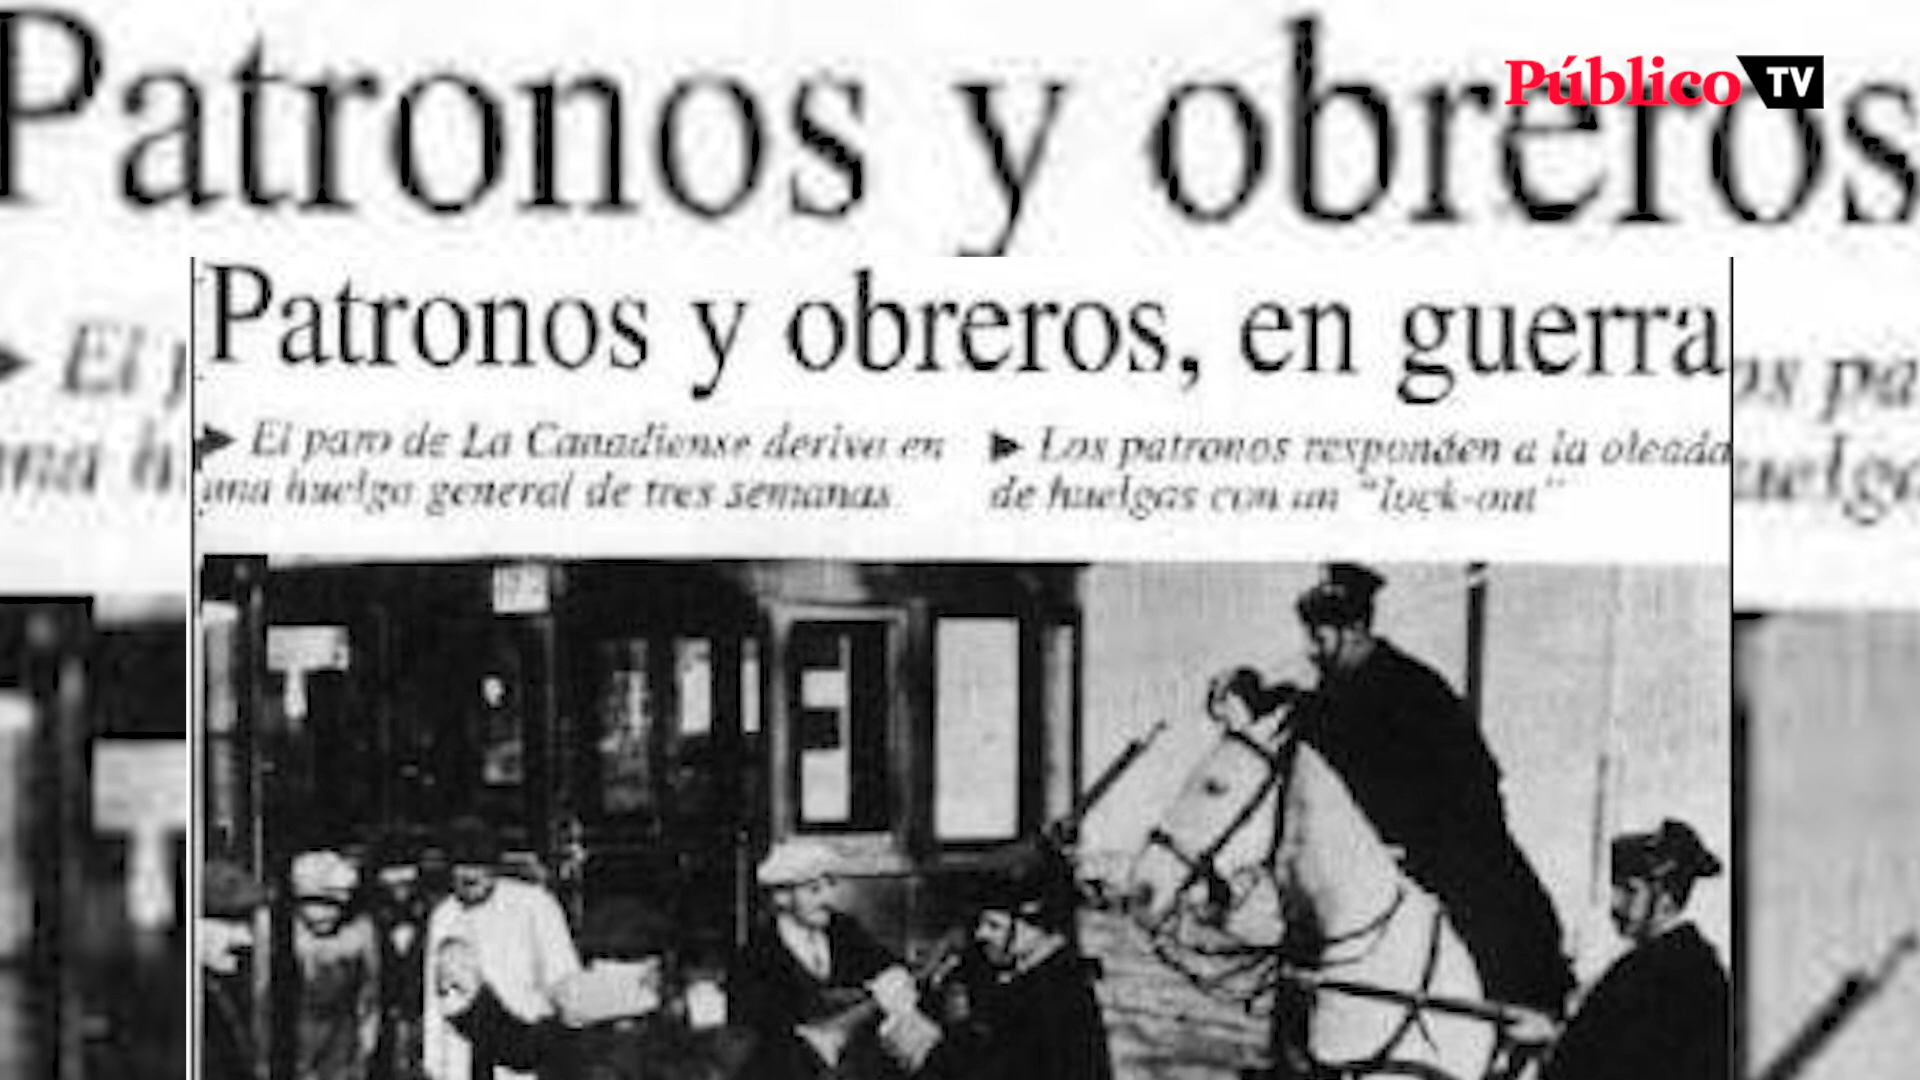 Patronos y obreros
Público TV
Patronos y obreros, en guerra
El paro de La Canadiense deriva en
una huelga general de tres semanas
Los patronos responden a la oleada
de huelgas con un "lock-out"